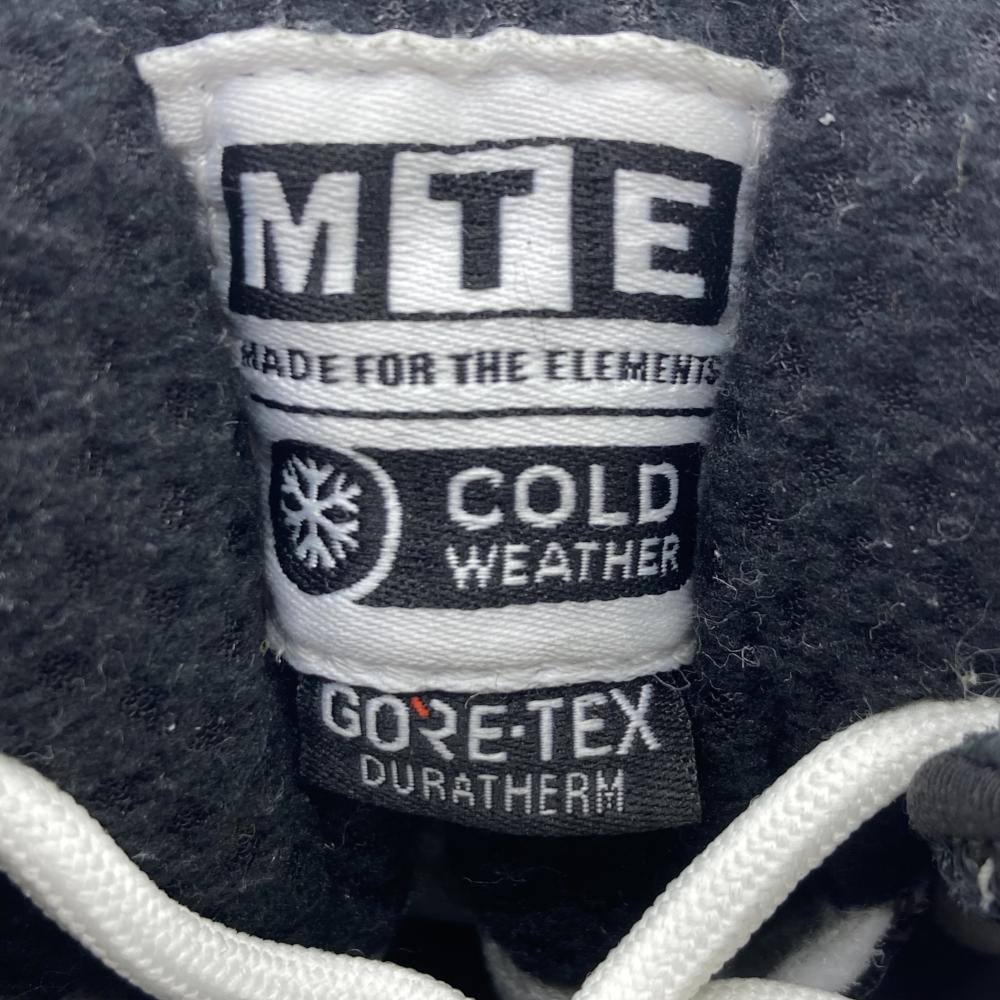 MTE
MADE FOR THE ELEMENTS
COLD
WEATHER
GORE-TEX
DURATHERM